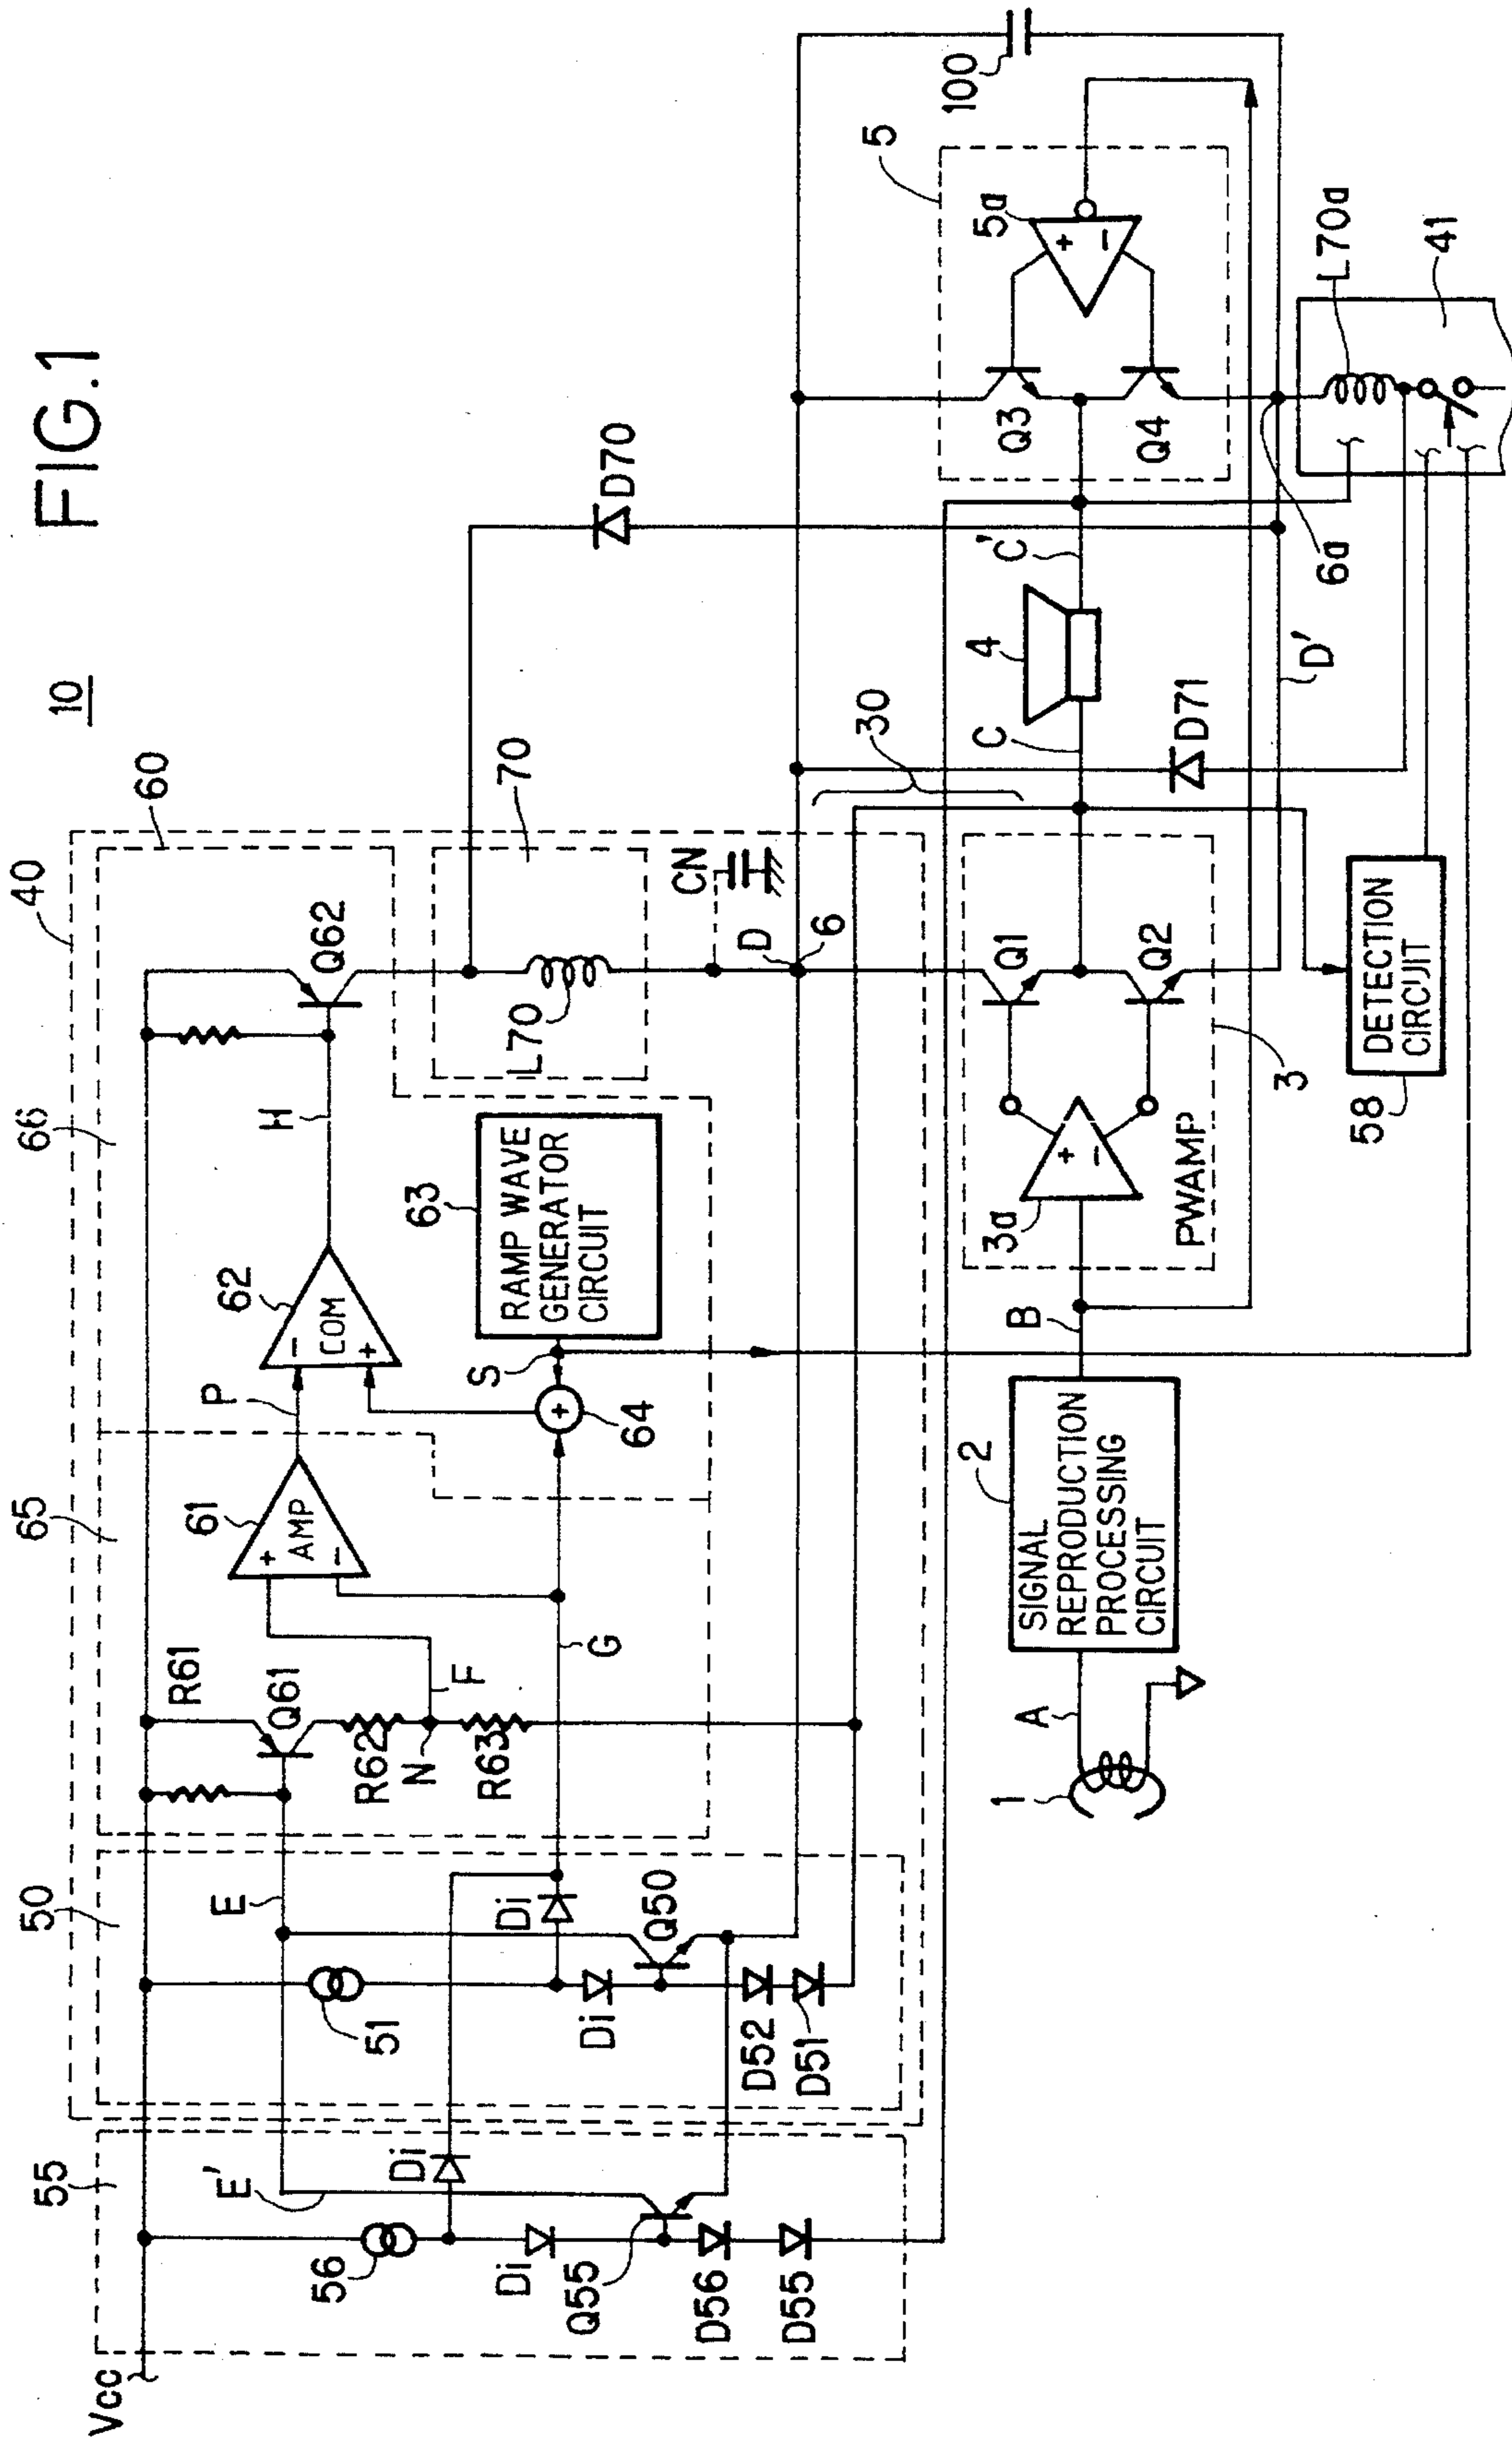 FIG.1
10
40
60
66
65
50
55
Vcc
R61
Q61
R62
N
R63
F
E
E'
61
+
AMP
-
P
62
-
COM
+
H
Q62
63
RAMP WAVE
GENERATOR
CIRCUIT
S
+
64
G
70
L70
CN
D
6
D70
51
Di
Di
Q50
D52
D51
56
Di
Di
Q55
D56
D55
30
C
4
C'
D71
D'
5
5a
+
-
Q3
Q4
100
6a
L70a
41
1
A
2
SIGNAL
REPRODUCTION
PROCESSING
CIRCUIT
B
3a
+
-
PWAMP
Q1
Q2
3
58
DETECTION
CIRCUIT